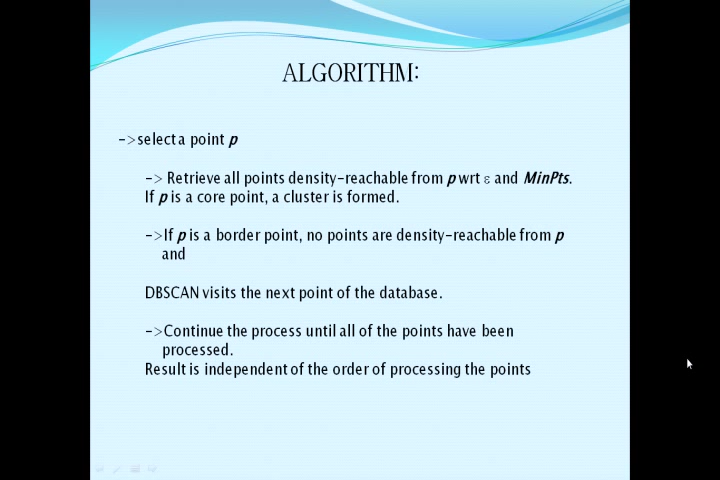 ALGORITHM:
->select a point p
-> Retrieve all points density-reachable from p wrt ε and MinPts.
If p is a core point, a cluster is formed.
->If p is a border point, no points are density-reachable from p
and
DBSCAN visits the next point of the database.
->Continue the process until all of the points have been
processed.
Result is independent of the order of processing the points